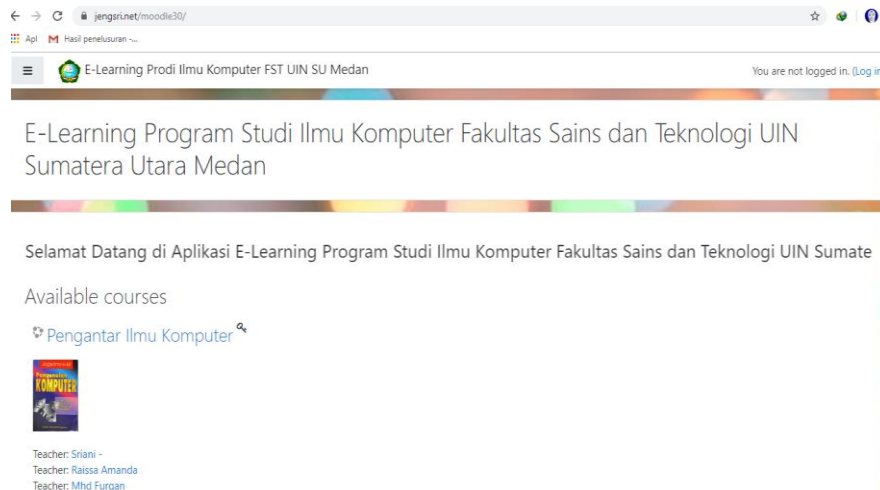 jengsri.net/moodle30/
Apl Hasil penelusuran -...
E-Learning Prodi Ilmu Komputer FST UIN SU Medan
You are not logged in. (Log in
E-Learning Program Studi Ilmu Komputer Fakultas Sains dan Teknologi UIN
Sumatera Utara Medan
Selamat Datang di Aplikasi E-Learning Program Studi Ilmu Komputer Fakultas Sains dan Teknologi UIN Sumate
Available courses
Pengantar Ilmu Komputer
KOMPUTER
Teacher: Sriani -
Teacher: Raissa Amanda
Teacher: Mhd Furqan